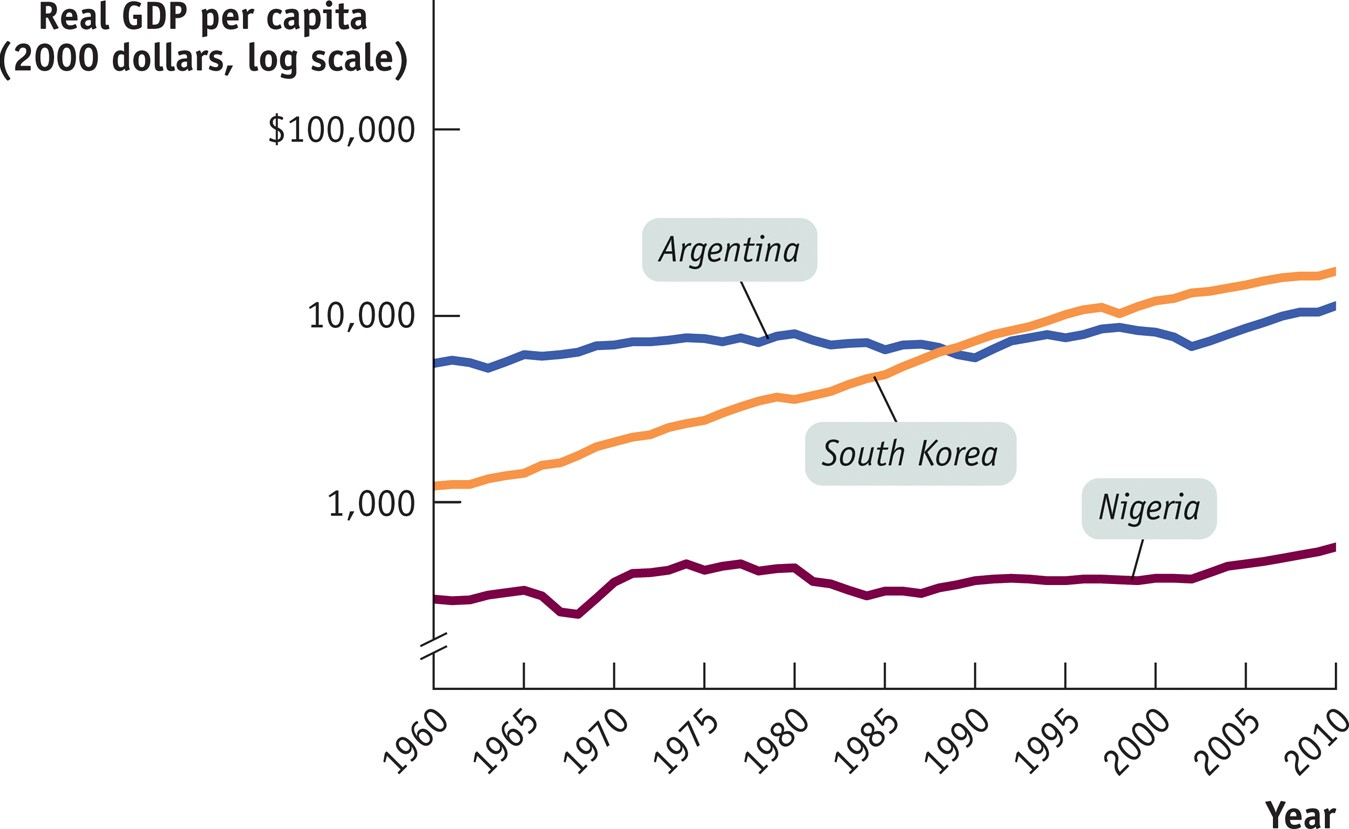 Real GDP per capita
(2000 dollars, log scale)
$100,000
Argentina
10,000
South Korea
1,000
Nigeria
1960 1965 1970 1975 1980 1985 1990 1995 2000 2005 2010
Year